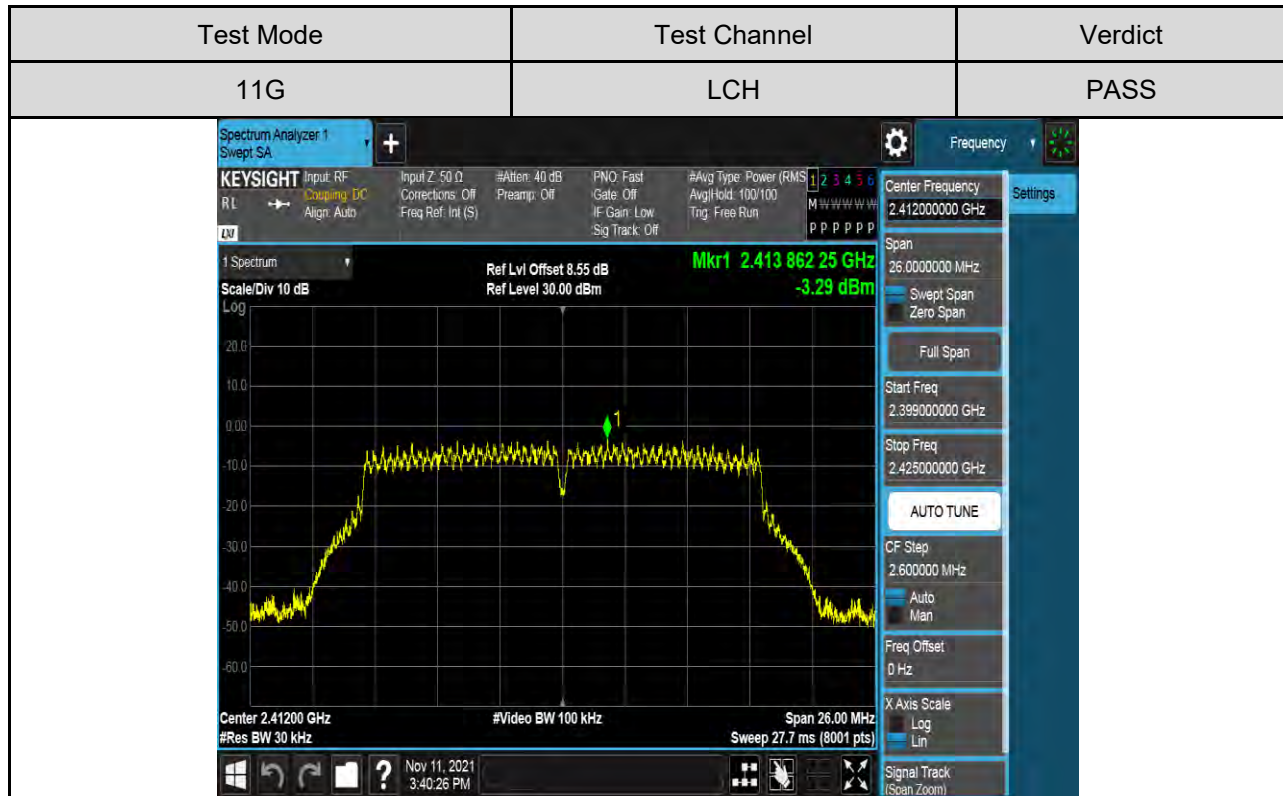 Test Mode Test Channel Verdict
11G LCH PASS
Spectrum Analyzer 1
Swept SA
+
Frequency
KEYSIGHT Input: RF Input Z: 50 Ω #Atten: 40 dB PNO: Fast #Avg Type: Power (RMS 1 2 3 4 5 6
RL Coupling: DC Corrections: Off Preamp: Off Gate: Off Avg|Hold: 100/100 M W W W W W
Align: Auto Freq Ref: Int (S) IF Gain: Low Trig: Free Run
LXI Sig Track: Off P P P P P P
1 Spectrum Ref Lvl Offset 8.55 dB Mkr1 2.413 862 25 GHz
Scale/Div 10 dB Ref Level 30.00 dBm -3.29 dBm
Log
20.0
10.0
0.00
-10.0
-20.0
-30.0
-40.0
-50.0
-60.0
1
Center 2.41200 GHz #Video BW 100 kHz Span 26.00 MHz
#Res BW 30 kHz Sweep 27.7 ms (8001 pts)
? Nov 11, 2021
3:40:26 PM
Center Frequency
2.412000000 GHz
Settings
Span
26.0000000 MHz
Swept Span
Zero Span
Full Span
Start Freq
2.399000000 GHz
Stop Freq
2.425000000 GHz
AUTO TUNE
CF Step
2.600000 MHz
Auto
Man
Freq Offset
0 Hz
X Axis Scale
Log
Lin
Signal Track
(Span Zoom)